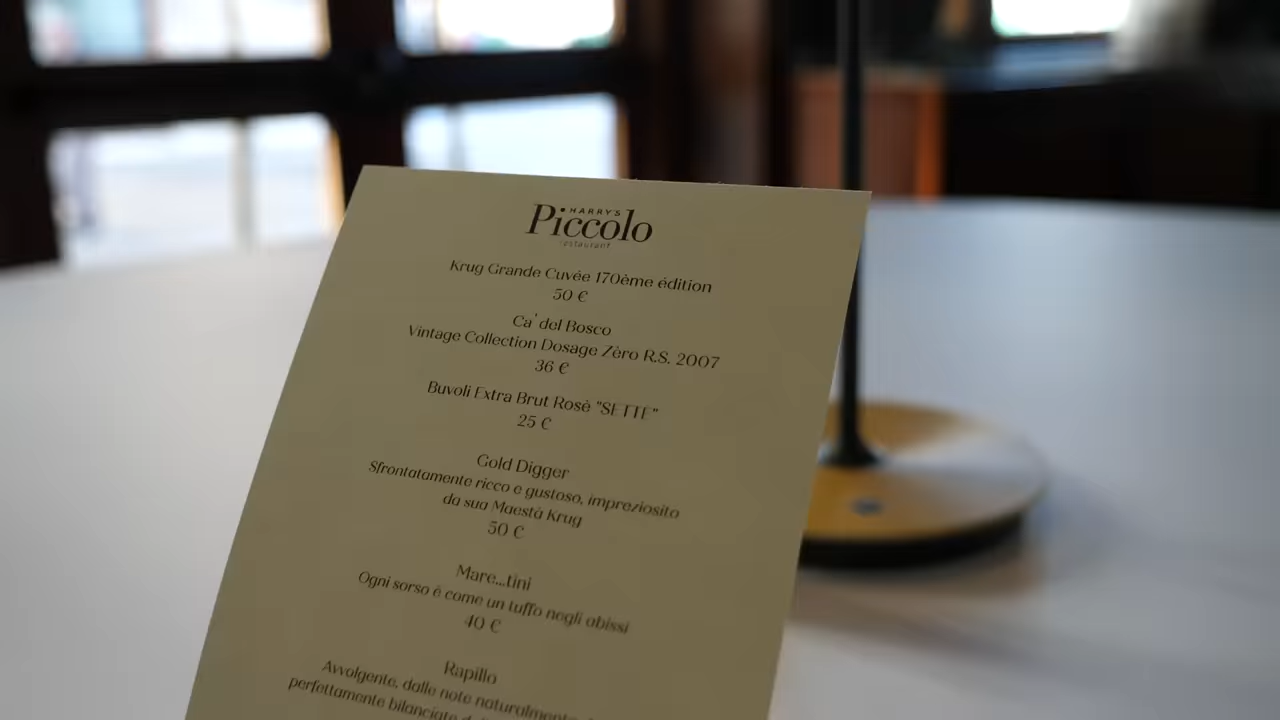 HARRY'S
Piccolo
restaurant
Krug Grande Cuvée 170ème édition
50 €
Ca' del Bosco
Vintage Collection Dosage Zèro R.S. 2007
36 €
Buvoli Extra Brut Rosè "SETTE"
25 €
Gold Digger
Sfrontatamente ricco e gustoso, impreziosito
da sua Maestà Krug
50 €
Mare...tini
Ogni sorso è come un tuffo negli abissi
40 €
Rapillo
Avvolgente, dalle note naturalmente
perfettamente bilanciate